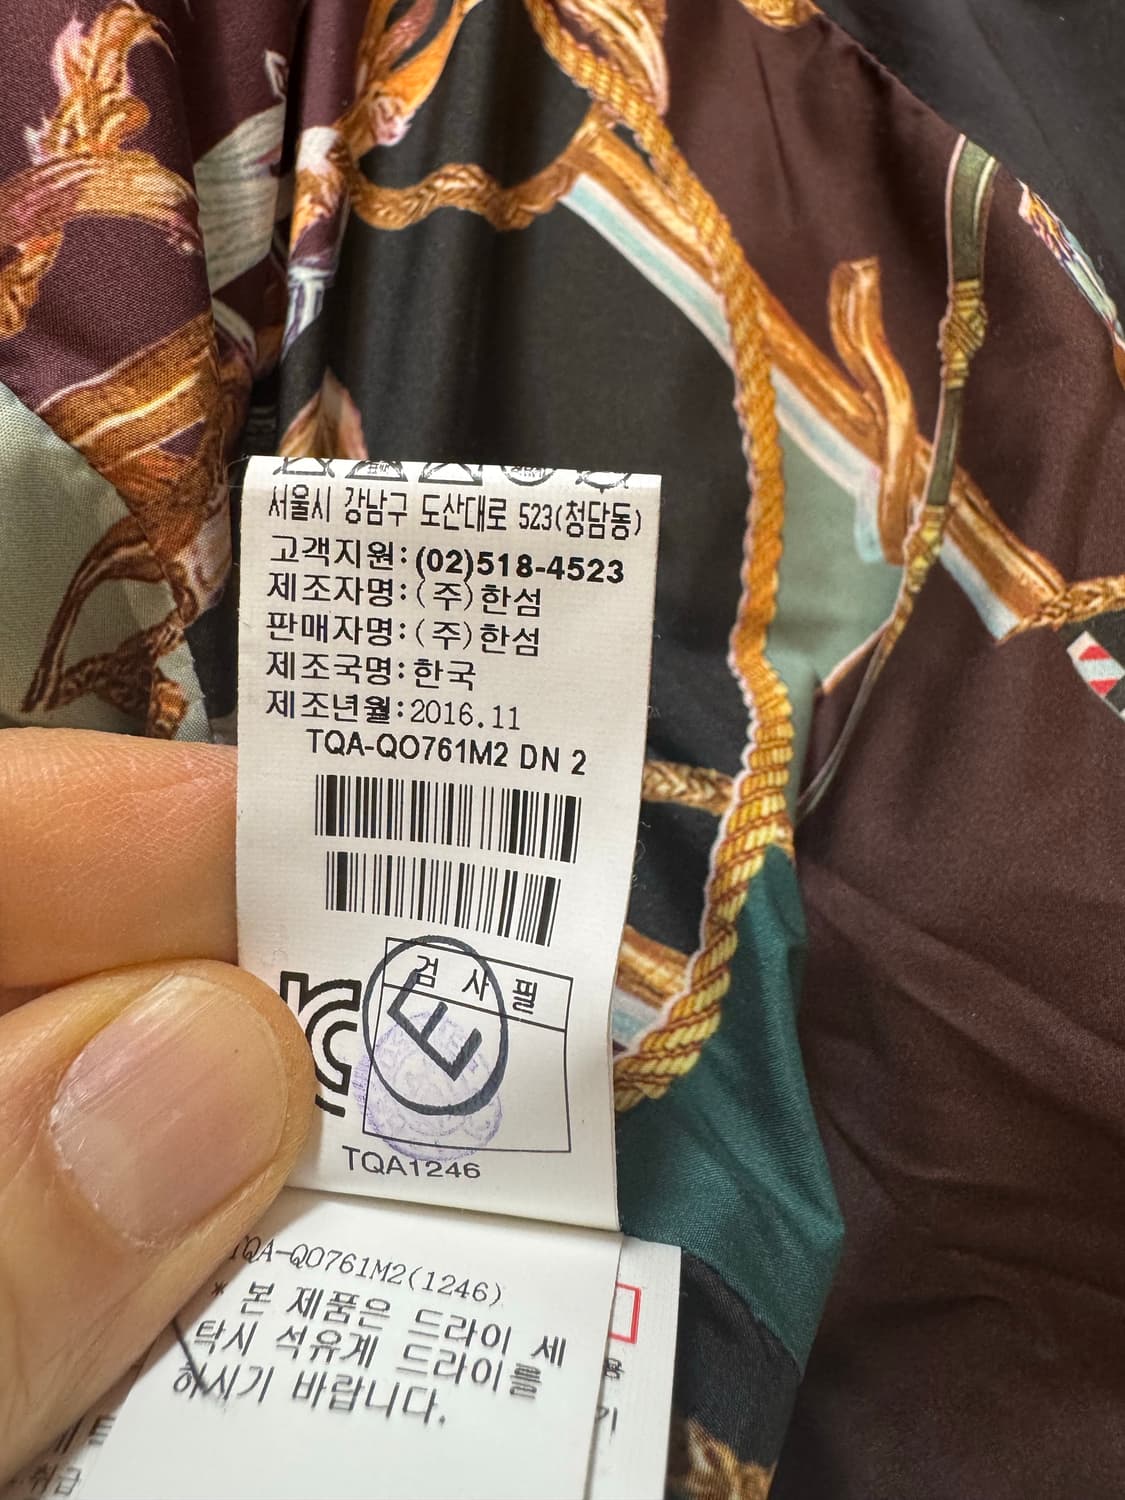 서울시 강남구 도산대로 523(청담동)
고객지원:(02)518-4523
제조자명:(주)한섬
판매자명:(주)한섬
제조국명:한국
제조년월:2016.11
TQA-QO761M2 DN 2
검사필
E
TQA1246
TQA-QO761M2(1246)
* 본 제품은 드라이 세
탁시 석유계 드라이를
하시기 바랍니다.
취급